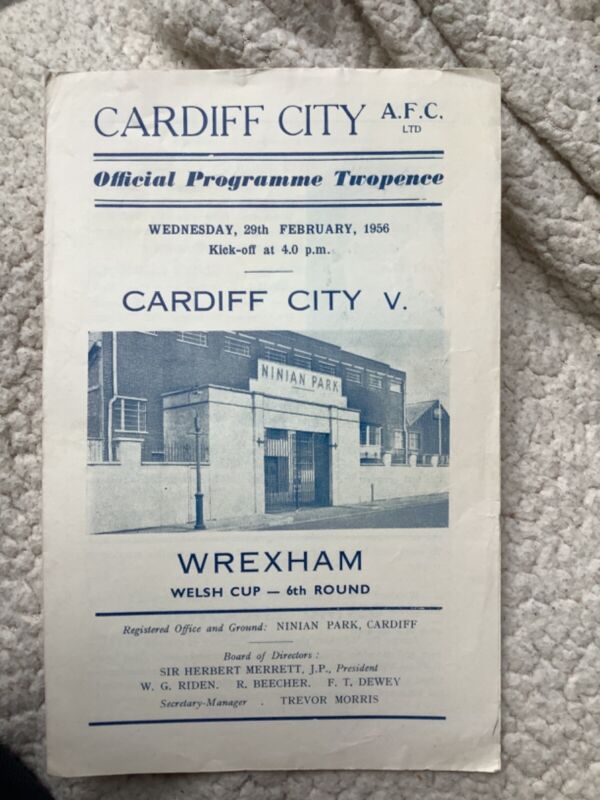 CARDIFF CITY A.F.C. LTD
Official Programme Twopence
WEDNESDAY, 29th FEBRUARY, 1956
Kick-off at 4.0 p.m.
CARDIFF CITY v.
NINIAN PARK
WREXHAM
WELSH CUP — 6th ROUND
Registered Office and Ground: NINIAN PARK, CARDIFF
Board of Directors :
SIR HERBERT MERRETT, J.P., President
W. G. RIDEN. R. BEECHER. F. T. DEWEY
Secretary-Manager . TREVOR MORRIS